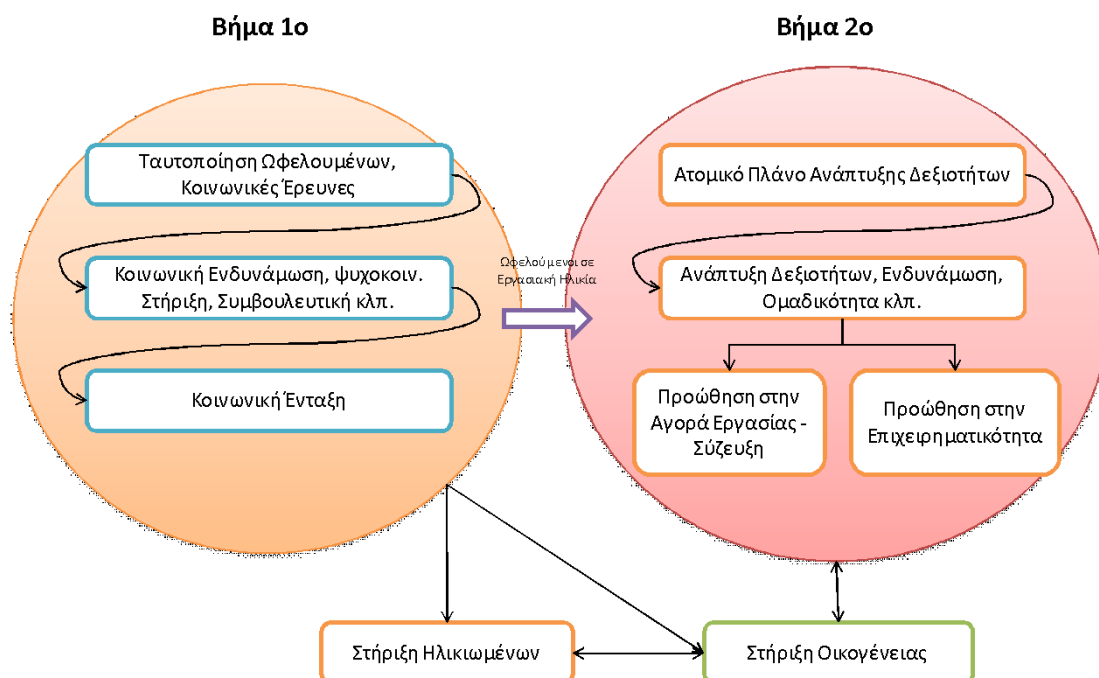 Βήμα 1ο
Βήμα 2ο
Ταυτοποίηση Ωφελουμένων,
Κοινωνικές Έρευνες
Κοινωνική Ενδυνάμωση, ψυχοκοιν.
Στήριξη, Συμβουλευτική κλπ.
Κοινωνική Ένταξη
Ωφελούμενοι σε
Εργασιακή Ηλικία
Ατομικό Πλάνο Ανάπτυξης Δεξιοτήτων
Ανάπτυξη Δεξιοτήτων, Ενδυνάμωση,
Ομαδικότητα κλπ.
Προώθηση στην
Αγορά Εργασίας -
Σύζευξη
Προώθηση στην
Επιχειρηματικότητα
Στήριξη Ηλικιωμένων
Στήριξη Οικογένειας